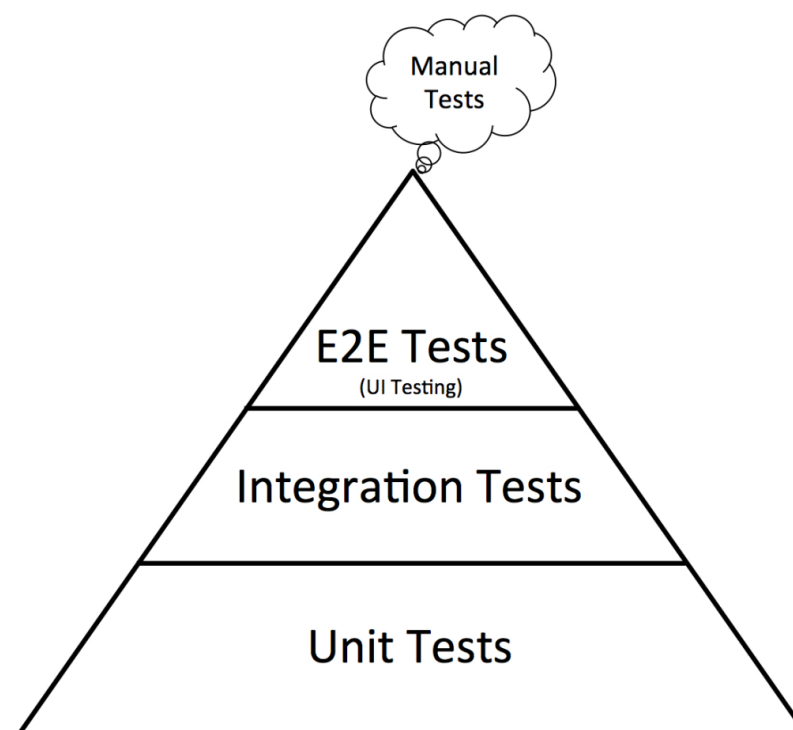 Manual
Tests
E2E Tests
(UI Testing)
Integration Tests
Unit Tests